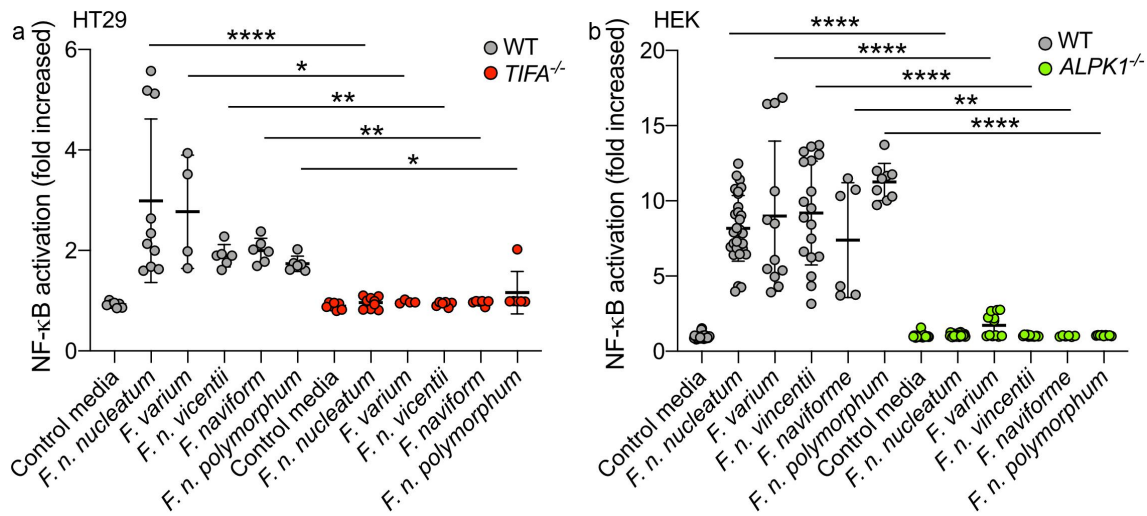 a HT29
NF-κB activation (fold increased)
6
4
2
0
****
*
**
**
*
WT
TIFA-/-
Control media
F. n. nucleatum
F. varium
F. n. vicentii
F. naviform
F. n. polymorphum
Control media
F. n. nucleatum
F. varium
F. n. vicentii
F. naviform
F. n. polymorphum
b HEK
NF-κB activation (fold increased)
20
15
10
5
0
****
****
****
**
****
WT
ALPK1-/-
Control media
F. n. nucleatum
F. varium
F. n. vincentii
F. naviforme
F. n. polymorphum
Control media
F. n. nucleatum
F. varium
F. n. vincentii
F. naviforme
F. n. polymorphum